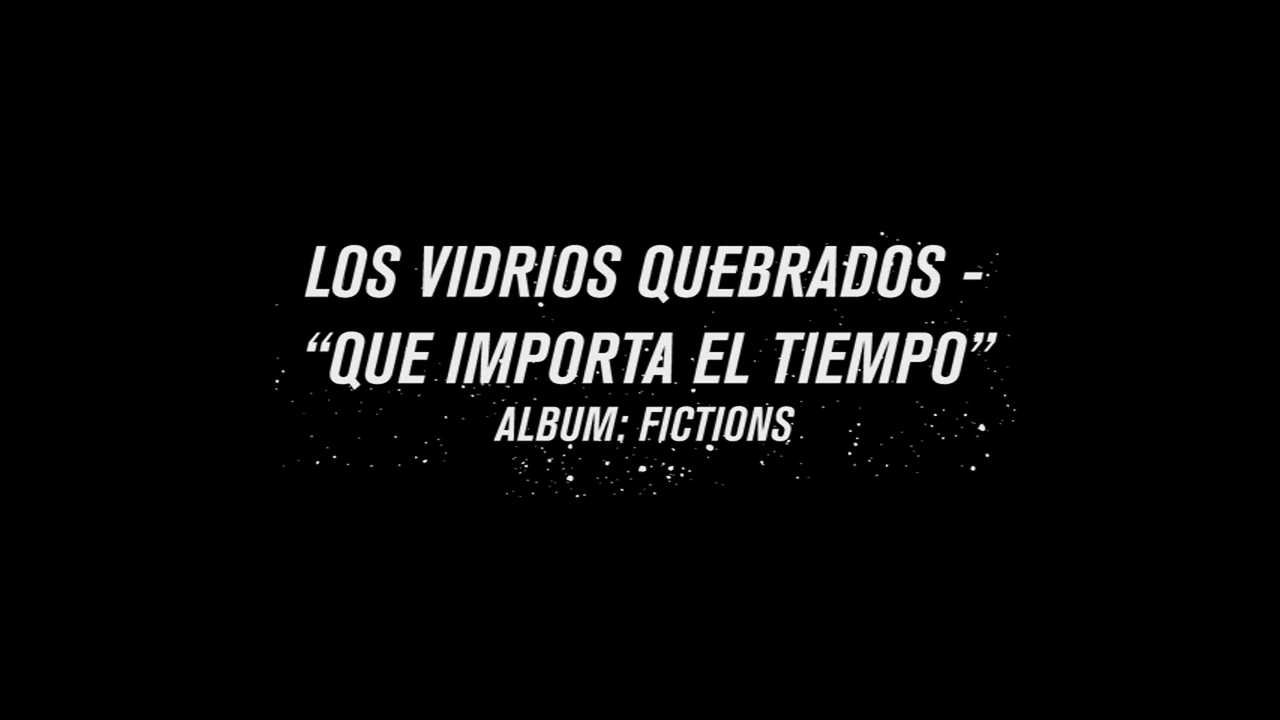 LOS VIDRIOS QUEBRADOS -
“QUE IMPORTA EL TIEMPO”
ALBUM: FICTIONS